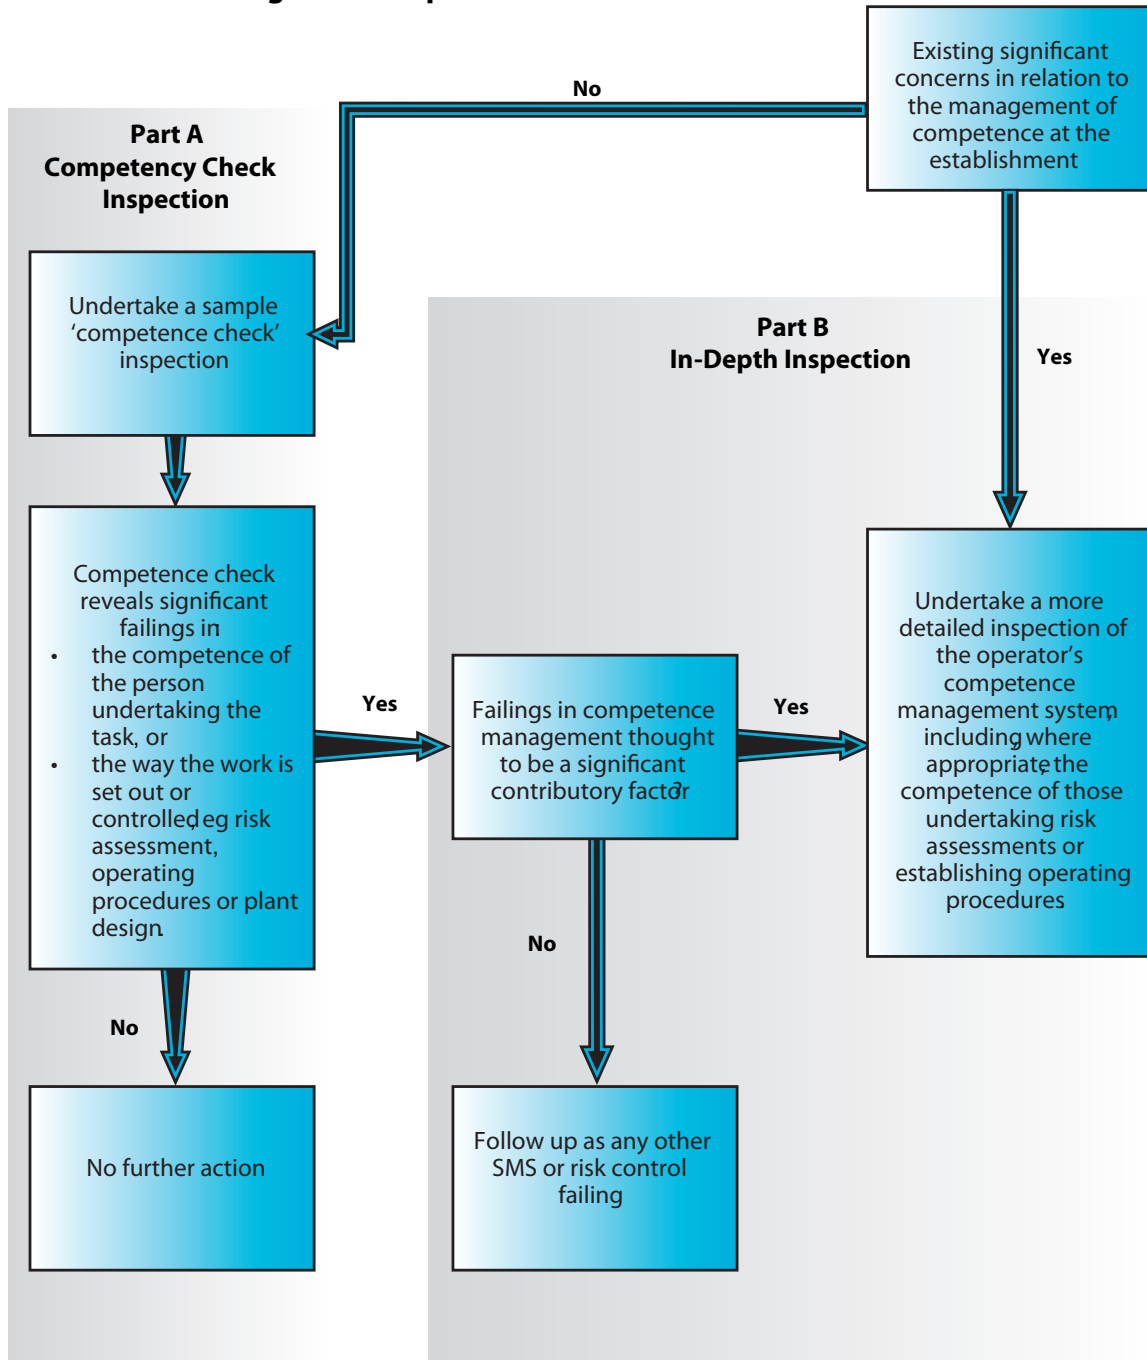 Existing significant
concerns in relation to
the management of
competence at the
establishment
No
Part A
Competency Check
Inspection
Undertake a sample
‘competence check’
inspection
Part B
In-Depth Inspection
Yes
Competence check
reveals significant
failings in:
• the competence of
the person
undertaking the
task, or
• the way the work is
set out or
controlled, eg risk
assessment,
operating
procedures or plant
design.
Yes
Failings in competence
management thought
to be a significant
contributory factor?
Yes
Undertake a more
detailed inspection of
the operator’s
competence
management system,
including, where
appropriate, the
competence of those
undertaking risk
assessments or
establishing operating
procedures.
No
No
No further action
Follow up as any other
SMS or risk control
failing